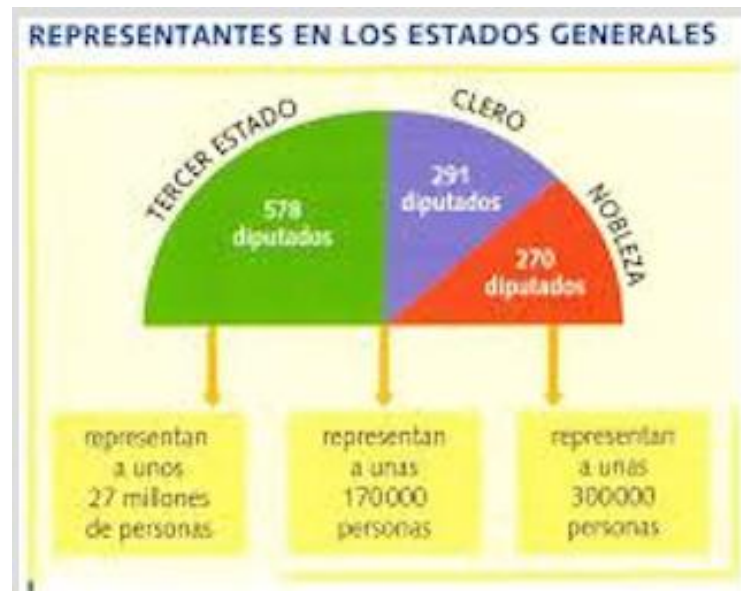 REPRESENTANTES EN LOS ESTADOS GENERALES
TERCER ESTADO
CLERO
NOBLEZA
578
diputados
291
diputados
270
diputados
representan
a unos
27 millones
de personas
representan
a unas
170000
personas
representan
a unas
300000
personas